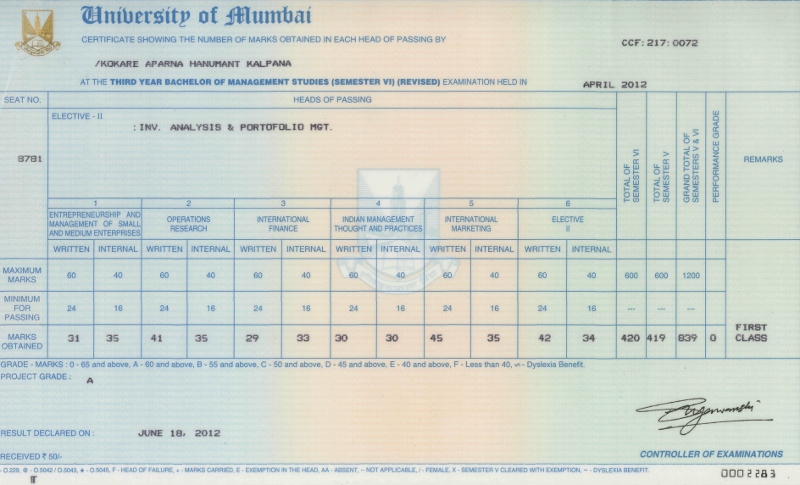 University of Mumbai
CERTIFICATE SHOWING THE NUMBER OF MARKS OBTAINED IN EACH HEAD OF PASSING BY
CCF:217:0072
/KOKARE APARNA HANUMANT KALPANA
AT THE THIRD YEAR BACHELOR OF MANAGEMENT STUDIES (SEMESTER VI) (REVISED) EXAMINATION HELD IN APRIL 2012
SEAT NO. HEADS OF PASSING
ELECTIVE - II
:INV. ANALYSIS & PORTOFOLIO MGT.
8781
TOTAL OF SEMESTER VI
TOTAL OF SEMESTER V
GRAND TOTAL OF SEMESTERS V & VI
PERFORMANCE GRADE
REMARKS
1 2 3 4 5 6
ENTREPRENEURSHIP AND MANAGEMENT OF SMALL AND MEDIUM ENTERPRISES
OPERATIONS RESEARCH
INTERNATIONAL FINANCE
INDIAN MANAGEMENT THOUGHT AND PRACTICES
INTERNATIONAL MARKETING
ELECTIVE II
WRITTEN INTERNAL WRITTEN INTERNAL WRITTEN INTERNAL WRITTEN INTERNAL WRITTEN INTERNAL WRITTEN INTERNAL
MAXIMUM MARKS 60 40 60 40 60 40 60 40 60 40 60 40 600 600 1200
MINIMUM FOR PASSING 24 16 24 16 24 16 24 16 24 16 24 16 --- --- ---
MARKS OBTAINED 31 35 41 35 29 33 30 30 45 35 42 34 420 419 839 O FIRST CLASS
GRADE - MARKS : O - 65 and above, A - 60 and above, B - 55 and above, C - 50 and above, D - 45 and above, E - 40 and above, F - Less than 40, ~ - Dyslexia Benefit.
PROJECT GRADE : A
RESULT DECLARED ON : JUNE 18, 2012
RECEIVED ₹ 50/-
CONTROLLER OF EXAMINATIONS
- O.229, @ - O.5042 / O.5043, * - O.5045, F - HEAD OF FAILURE, + - MARKS CARRIED, E - EXEMPTION IN THE HEAD, AA - ABSENT, -- NOT APPLICABLE, / - FEMALE, X - SEMESTER V CLEARED WITH EXEMPTION, ~ - DYSLEXIA BENEFIT.
0002283